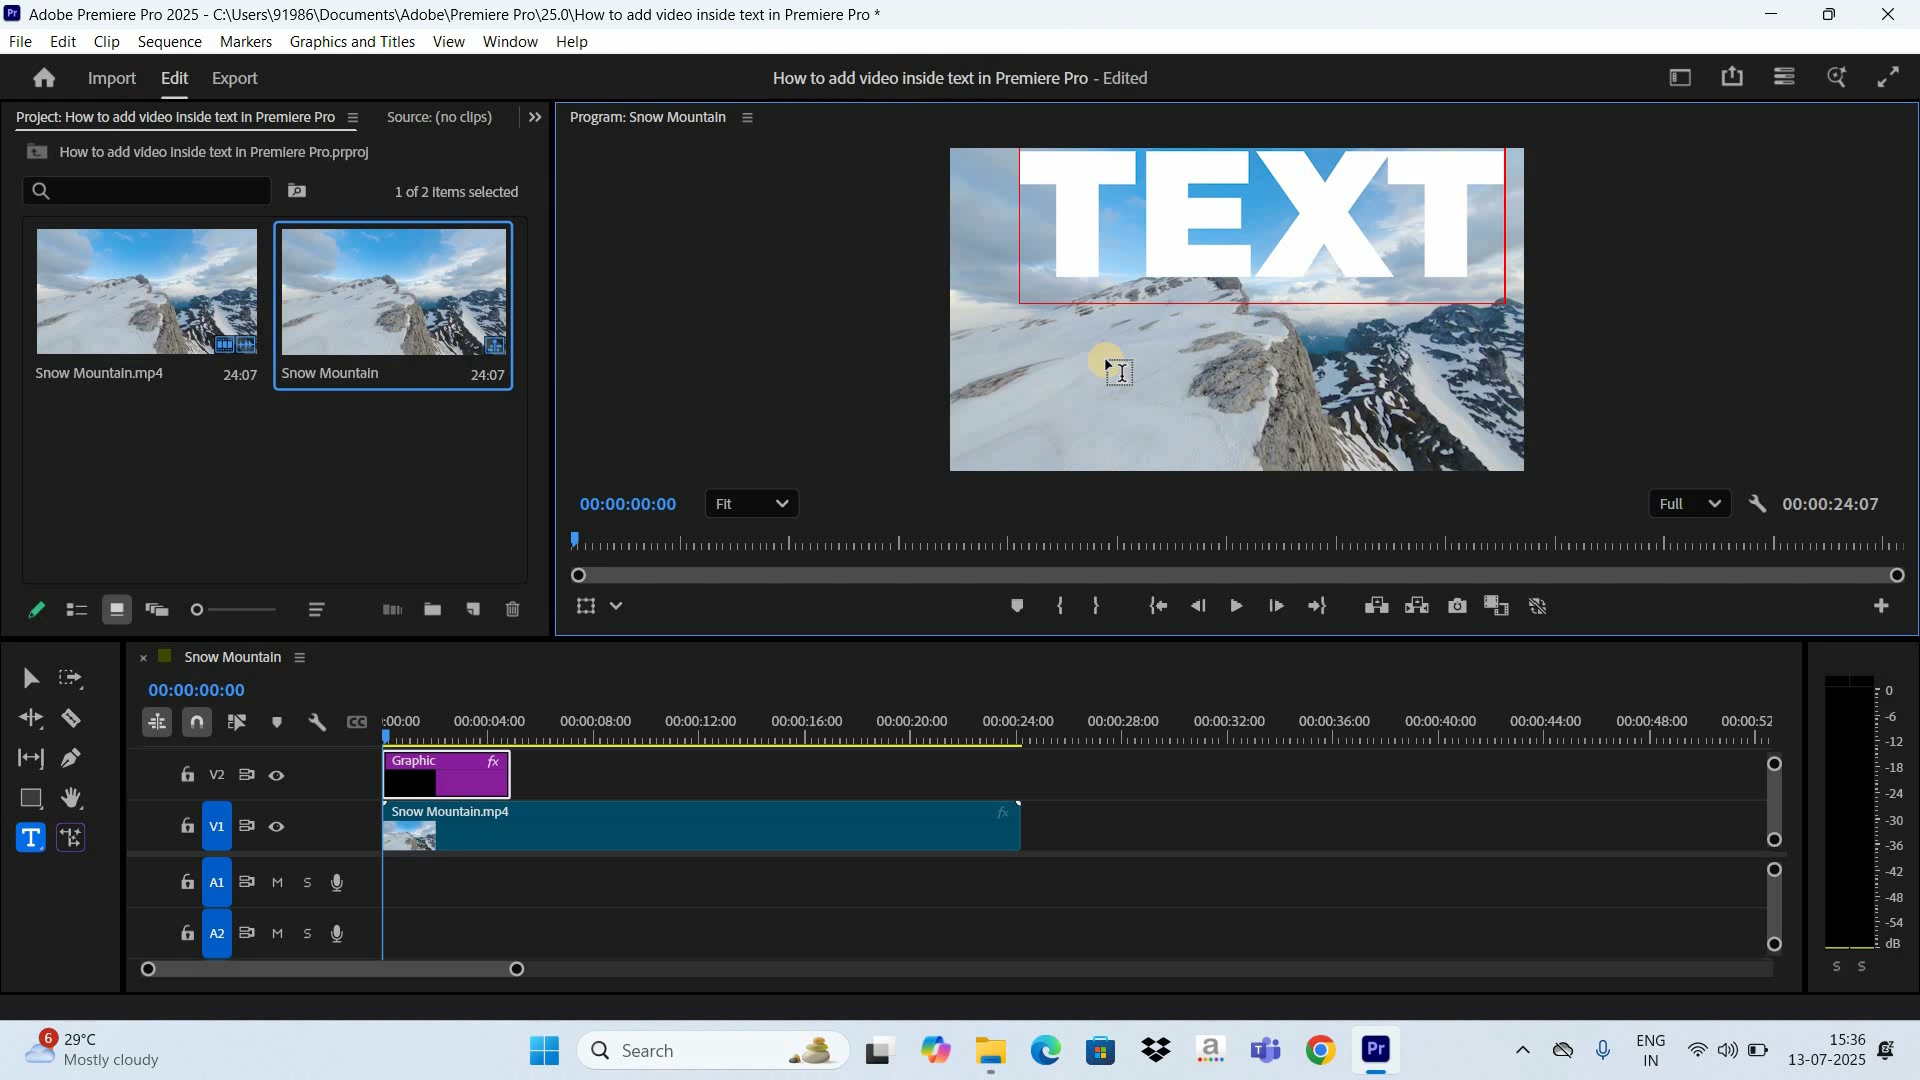 Adobe Premiere Pro 2025 - C:\Users\91986\Documents\Adobe\Premiere Pro\25.0\How to add video inside text in Premiere Pro *
File Edit Clip Sequence Markers Graphics and Titles View Window Help
Import Edit Export
How to add video inside text in Premiere Pro - Edited
Project: How to add video inside text in Premiere Pro
Source: (no clips)
Program: Snow Mountain
How to add video inside text in Premiere Pro.prproj
1 of 2 Items selected
Snow Mountain.mp4 24:07
Snow Mountain 24:07
TEXT
00:00:00:00
Fit
Full
00:00:24:07
Snow Mountain
00:00:00:00
CC
:00:00 00:00:04:00 00:00:08:00 00:00:12:00 00:00:16:00 00:00:20:00 00:00:24:00 00:00:28:00 00:00:32:00 00:00:36:00 00:00:40:00 00:00:44:00 00:00:48:00 00:00:52
V2
Graphic fx
V1
Snow Mountain.mp4 fx
A1 M S
A2 M S
0
-6
-12
-18
-24
-30
-36
-42
-48
-54
dB
S S
6
29°C
Mostly cloudy
Search
a
Pr
ENG
IN
15:36
13-07-2025